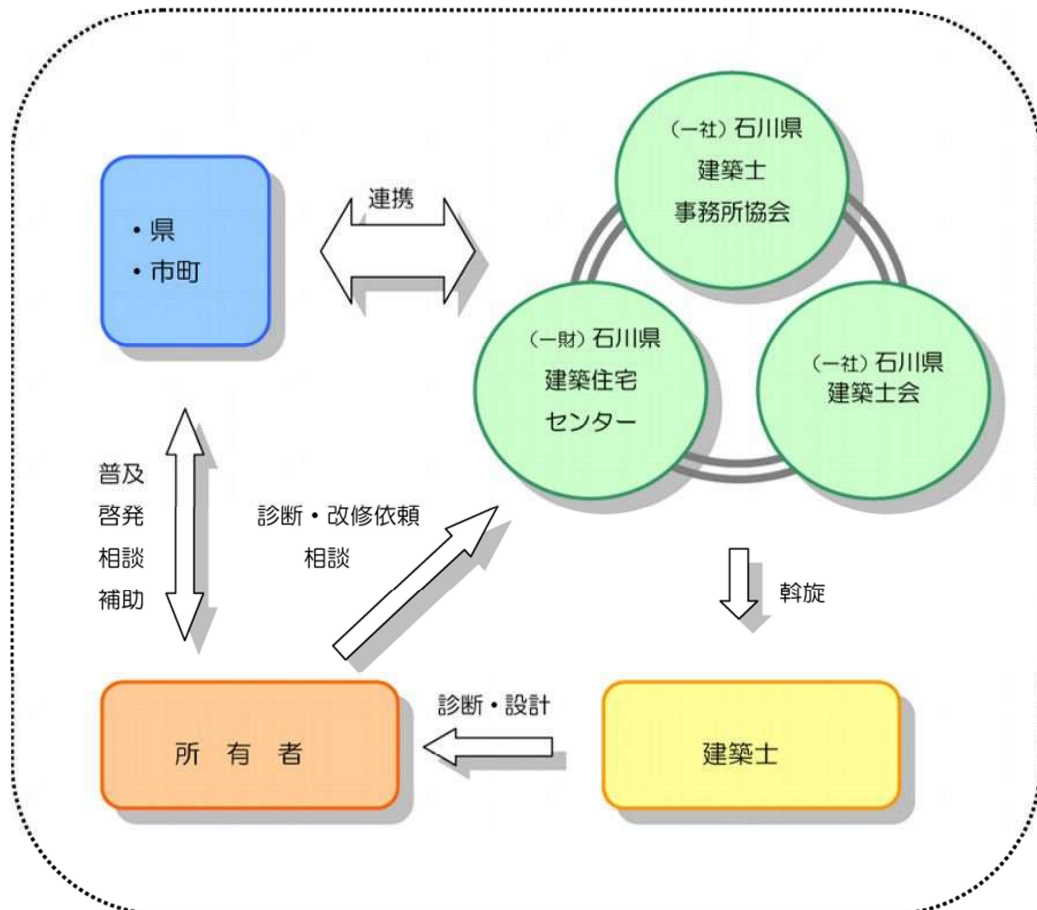 (一社)石川県
建築士
事務所協会
連携
・県
・市町
(一財)石川県
建築住宅
センター
(一社)石川県
建築士会
普及
啓発
相談
補助
診断・改修依頼
相談
斡旋
診断・設計
所 有 者
建築士